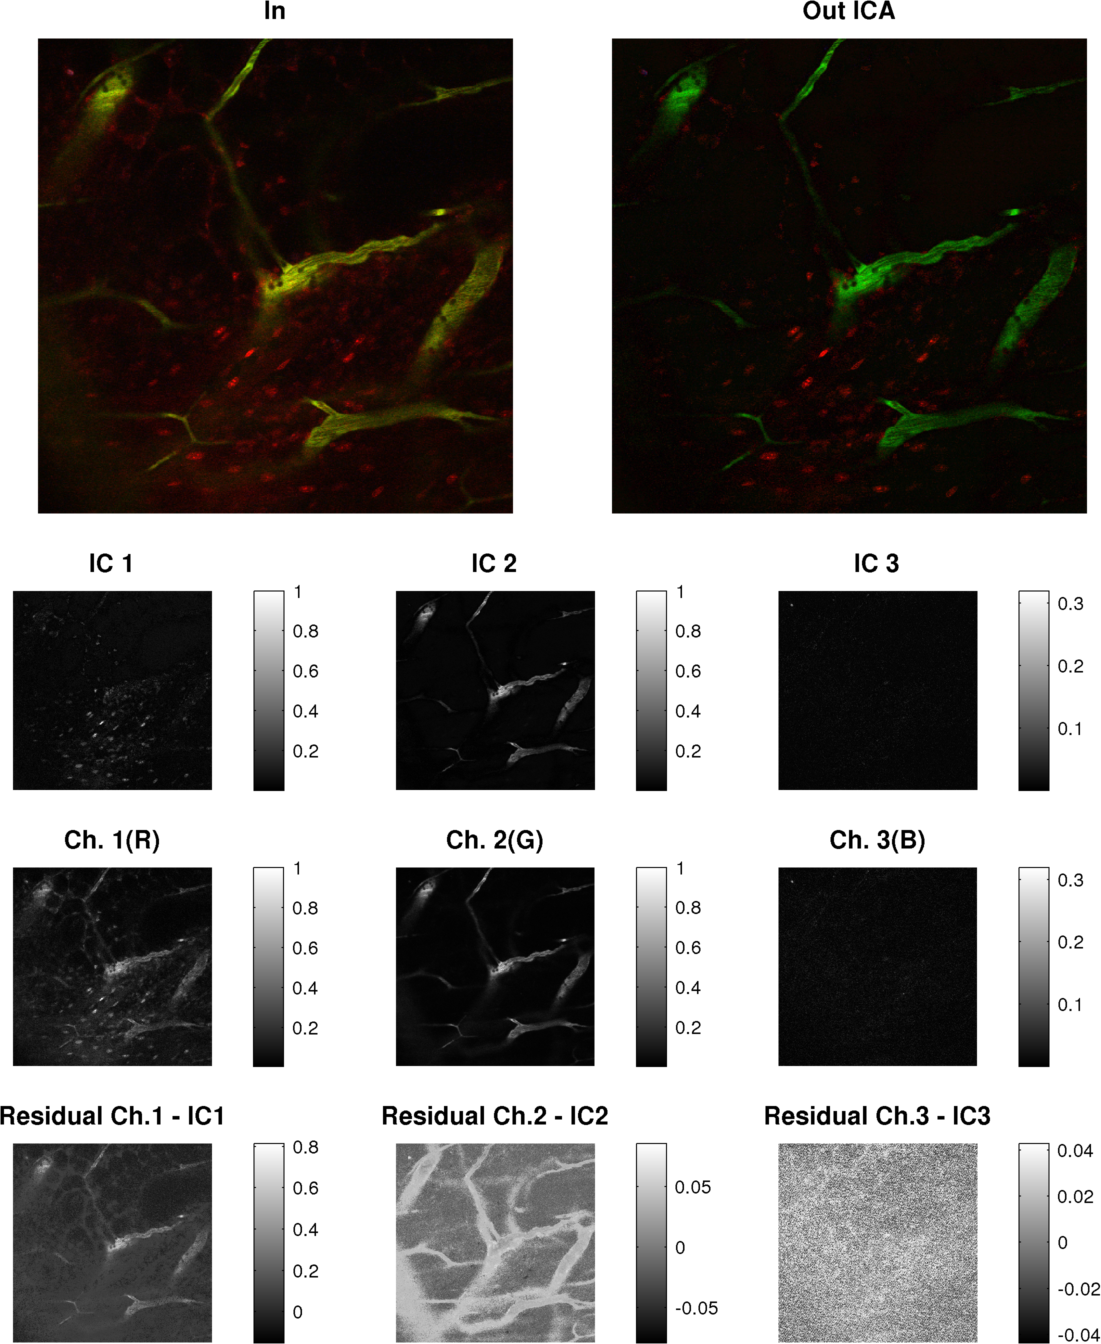 In Out ICA
IC 1 IC 2 IC 3
1 1 0.3
0.8 0.8
0.6 0.6 0.2
0.4 0.4 0.1
0.2 0.2
Ch. 1(R) Ch. 2(G) Ch. 3(B)
1 1 0.3
0.8 0.8
0.6 0.6 0.2
0.4 0.4 0.1
0.2 0.2
Residual Ch.1 - IC1 Residual Ch.2 - IC2 Residual Ch.3 - IC3
0.8 0.04
0.6 0.05 0.02
0.4 0 0
0.2 -0.02
0 -0.05 -0.04